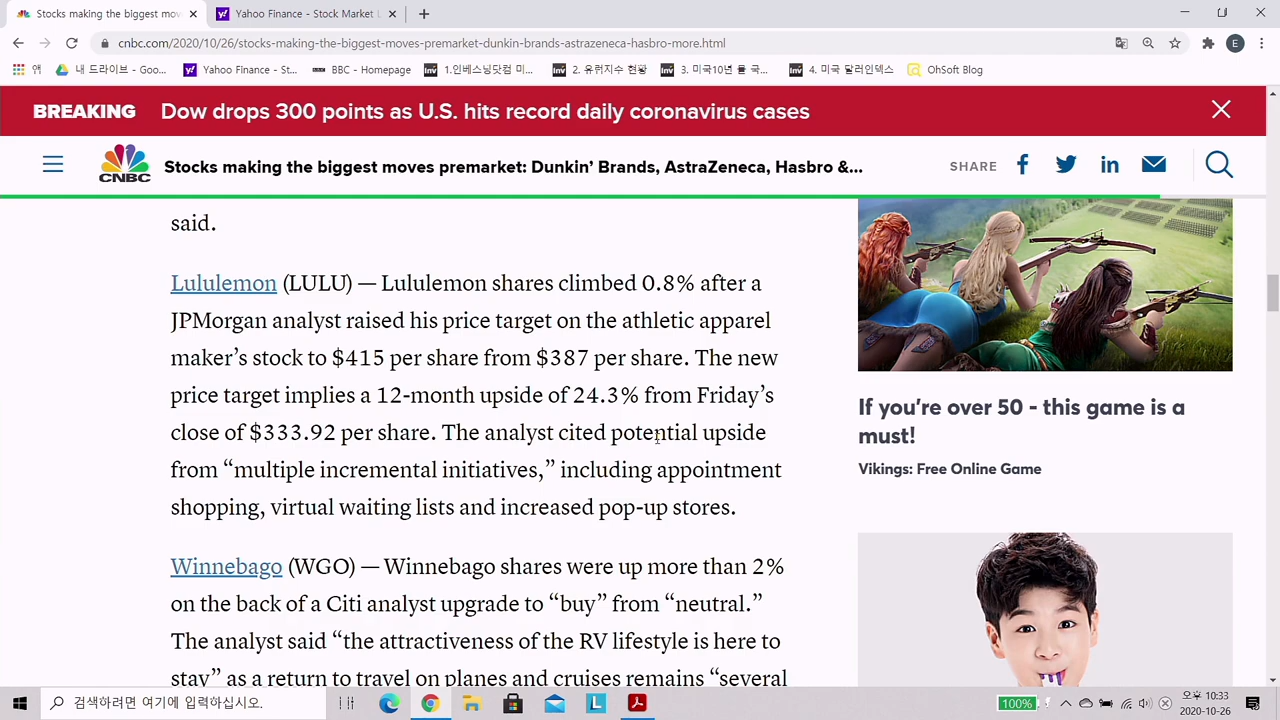 Stocks making the biggest mov
Yahoo Finance - Stock Market L
cnbc.com/2020/10/26/stocks-making-the-biggest-moves-premarket-dunkin-brands-astrazeneca-hasbro-more.html
E
앱
내 드라이브 - Goo...
Yahoo Finance - St...
BBC - Homepage
1.인베스닝닷컴 미...
2. 유뤕지수 현황
3. 미국10년 률 국...
4. 미국 달러인덱스
OhSoft Blog
BREAKING Dow drops 300 points as U.S. hits record daily coronavirus cases
CNBC
Stocks making the biggest moves premarket: Dunkin’ Brands, AstraZeneca, Hasbro &...
SHARE
said.
Lululemon (LULU) — Lululemon shares climbed 0.8% after a
JPMorgan analyst raised his price target on the athletic apparel
maker’s stock to $415 per share from $387 per share. The new
price target implies a 12-month upside of 24.3% from Friday’s
close of $333.92 per share. The analyst cited potential upside
from “multiple incremental initiatives,” including appointment
shopping, virtual waiting lists and increased pop-up stores.
Winnebago (WGO) — Winnebago shares were up more than 2%
on the back of a Citi analyst upgrade to “buy” from “neutral.”
The analyst said “the attractiveness of the RV lifestyle is here to
stay” as a return to travel on planes and cruises remains “several
If you’re over 50 - this game is a
must!
Vikings: Free Online Game
검색하려면 여기에 입력하십시오.
100%
오후 10:33
2020-10-26